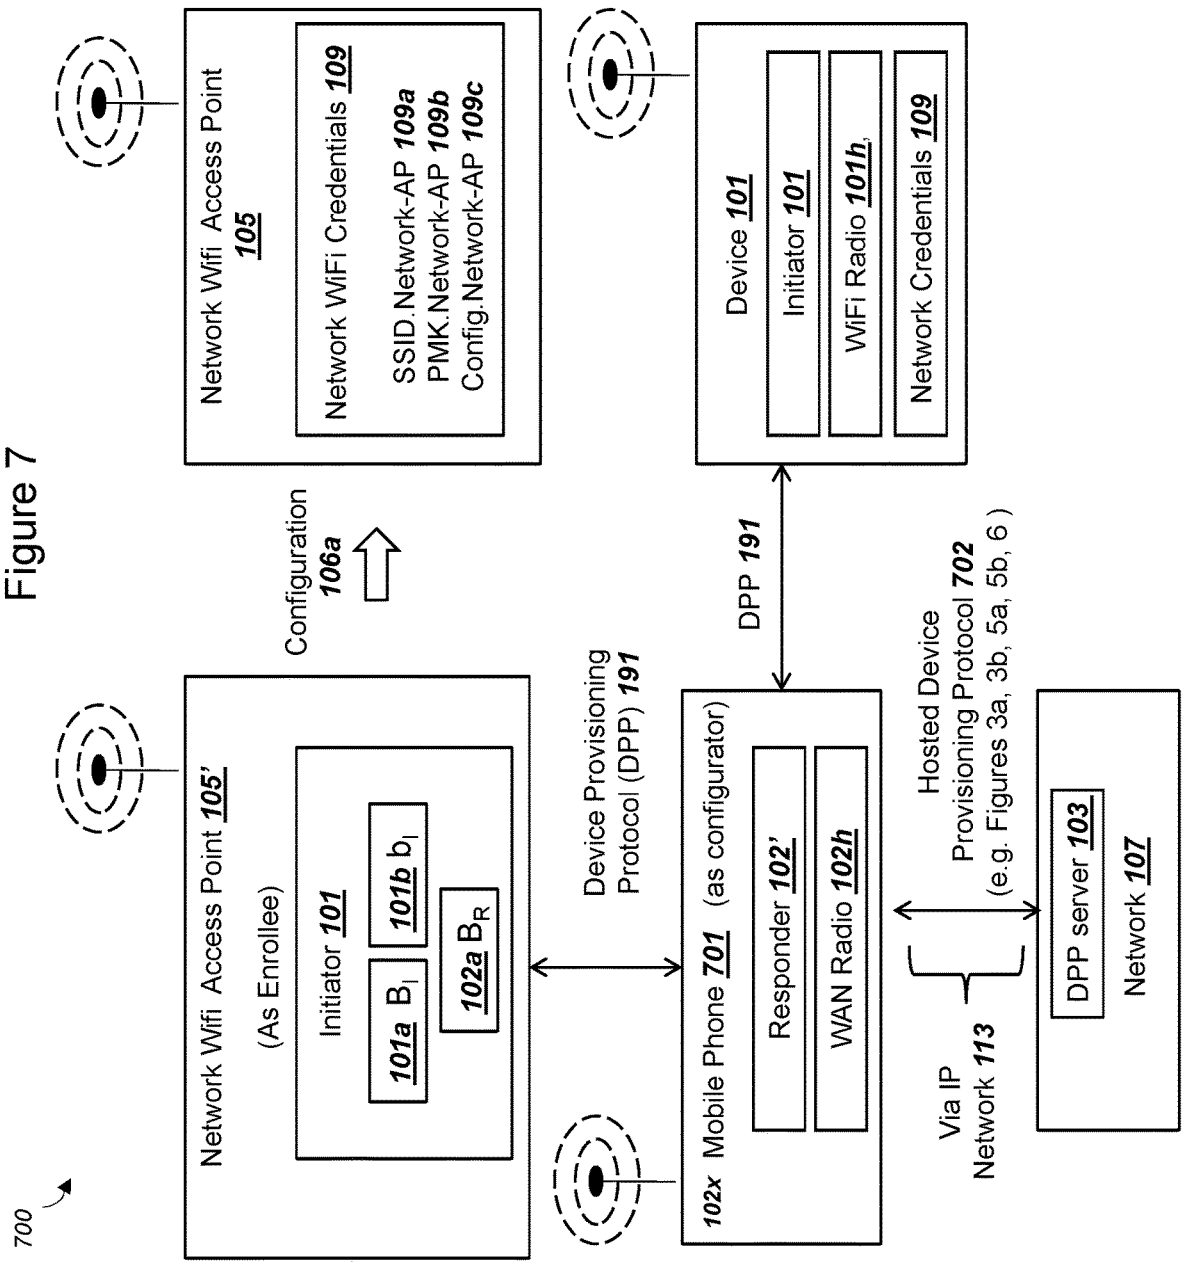 Figure 7
700
Network Wifi Access Point 105'
(As Enrollee)
Initiator 101
101a BI
101b bI
102a BR
Configuration
106a
Network Wifi Access Point
105
Network WiFi Credentials 109
SSID.Network-AP 109a
PMK.Network-AP 109b
Config.Network-AP 109c
Device Provisioning
Protocol (DPP) 191
102x Mobile Phone 701 (as configurator)
Responder 102'
WAN Radio 102h
DPP 191
Device 101
Initiator 101
WiFi Radio 101h,
Network Credentials 109
Via IP
Network 113
Hosted Device
Provisioning Protocol 702
(e.g. Figures 3a, 3b, 5a, 5b, 6 )
DPP server 103
Network 107